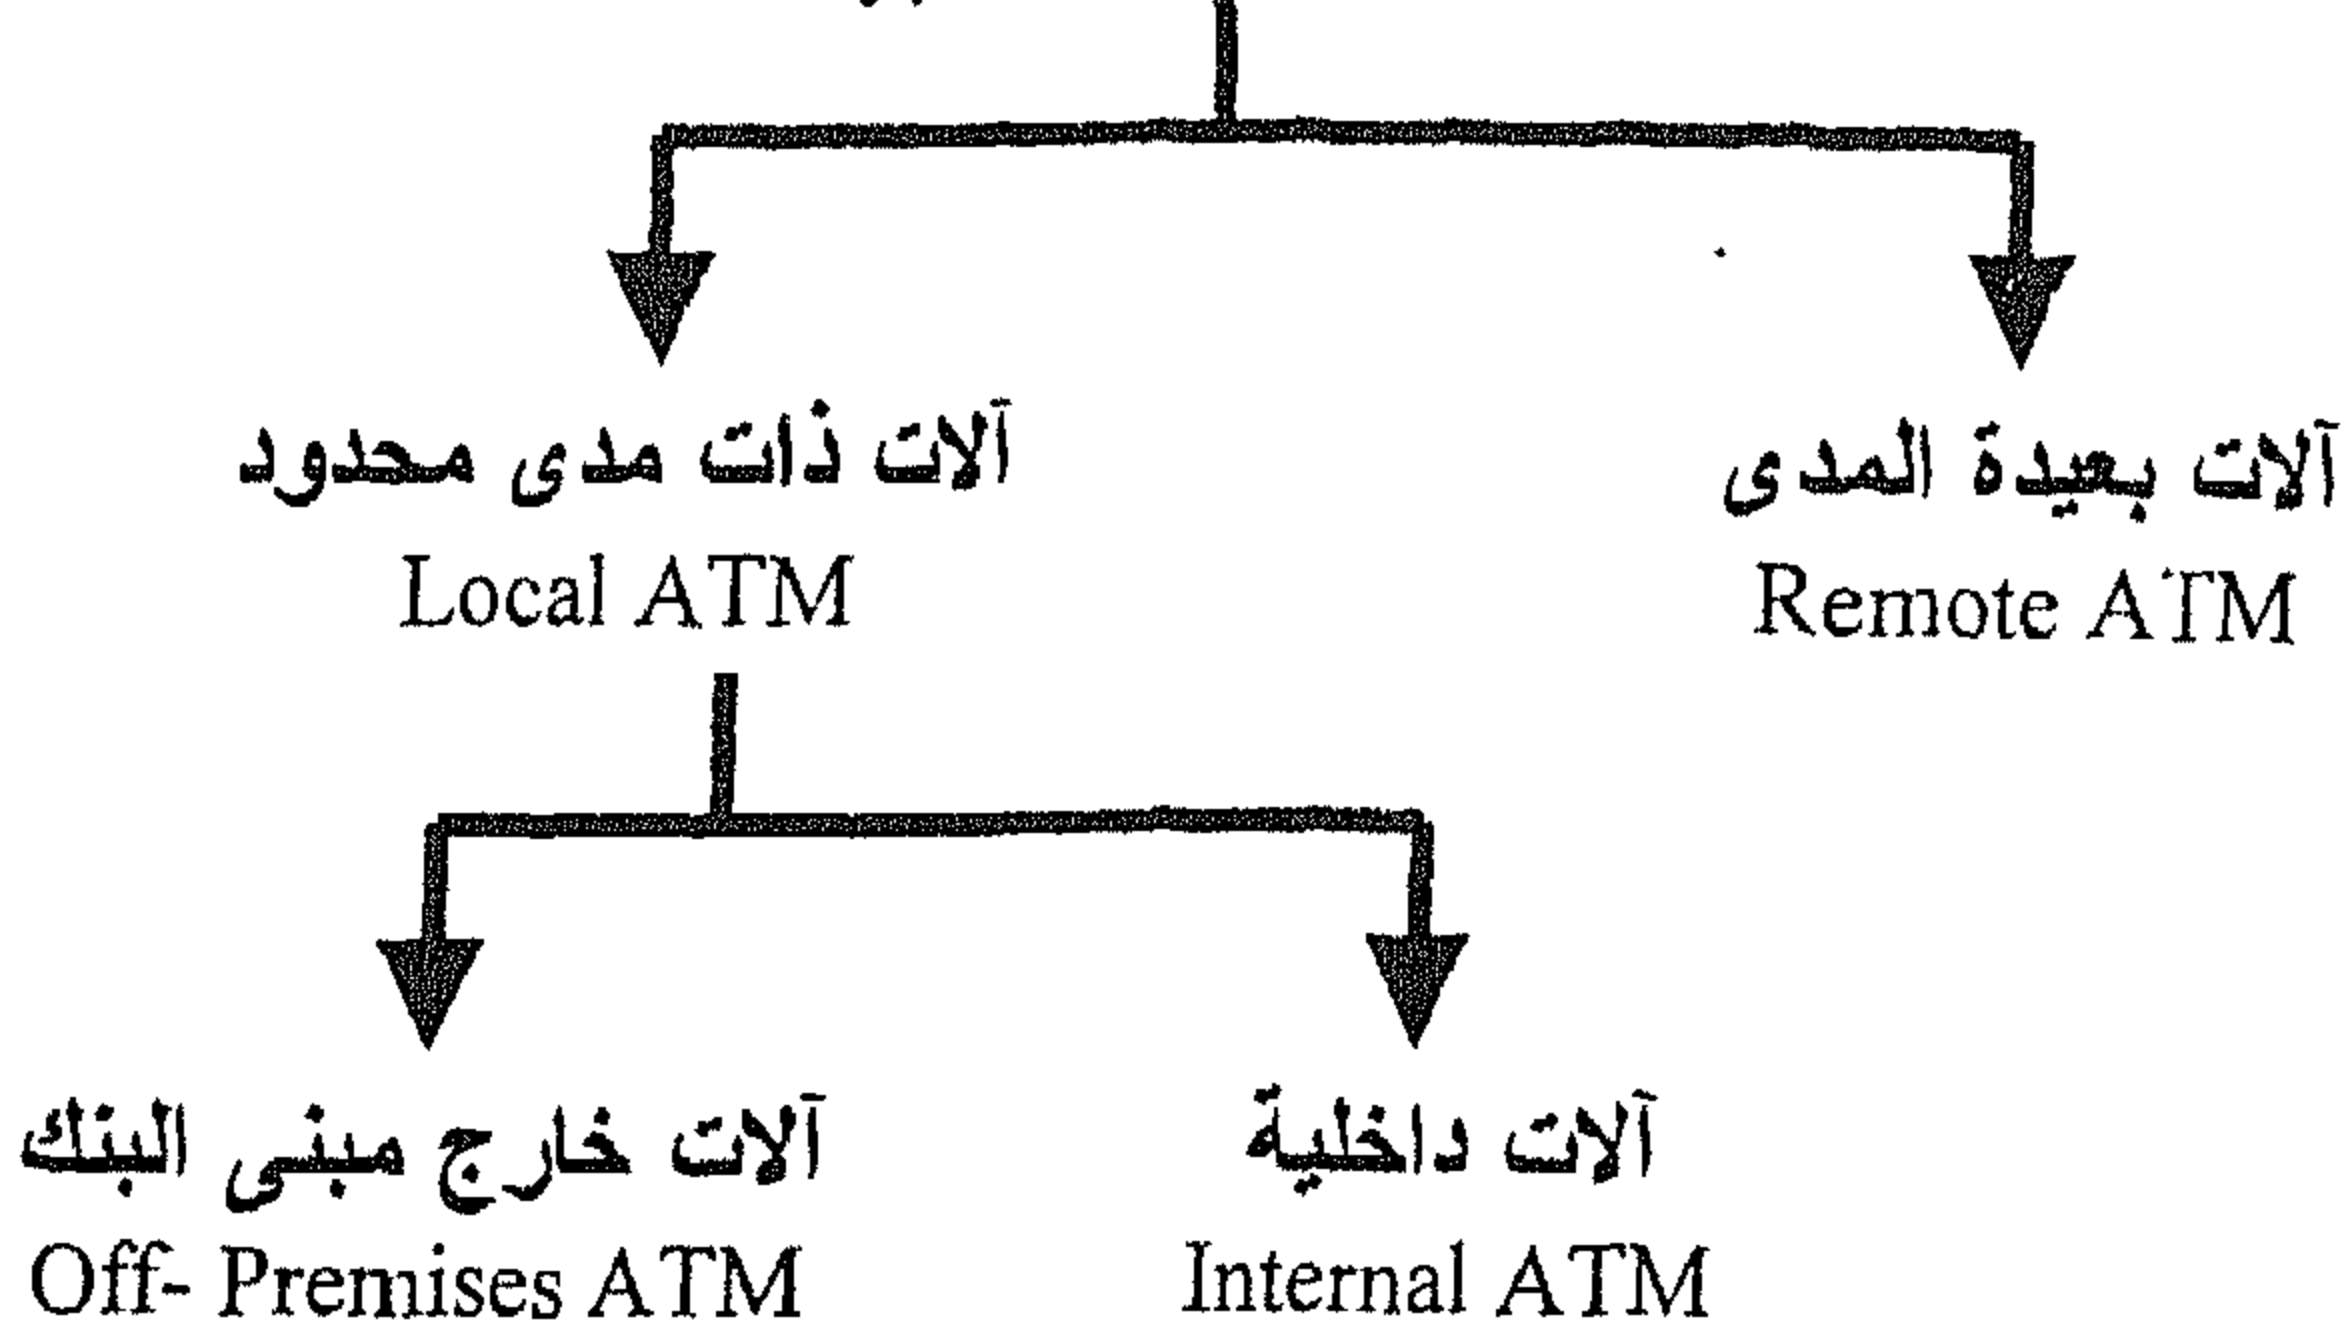 آلات بعيدة المدى
Remote ATM
آلات ذات مدى محدود
Local ATM
آلات داخلية
Internal ATM
آلات خارج مبنى البنك
Off- Premises ATM